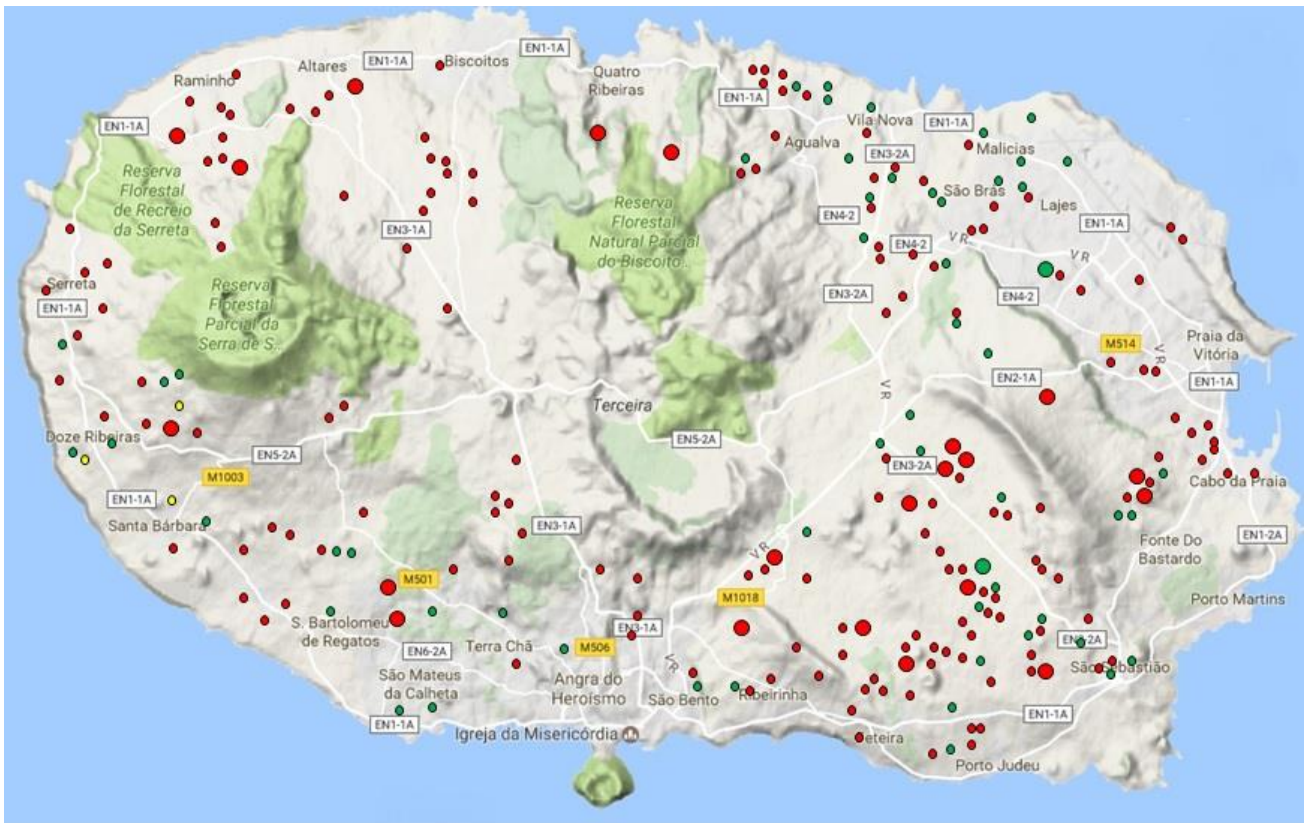 EN1-1A
Altares
EN1-1A
Biscoitos
Raminho
Quatro
Ribeiras
EN1-1A
EN1-1A
Vila Nova
EN1-1A
Agualva
EN3-2A
Malicias
Reserva
Florestal
de Recreio
da Serreta
São Brás
Lajes
Reserva
Florestal
Natural Parcial
do Biscoito...
EN4-2
EN1-1A
EN3-1A
VR
EN4-2
VR
Serreta
EN1-1A
Reserva
Florestal
Parcial da
Serra de S...
EN3-2A
EN4-2
Praia da
Vitória
M514
VR
VR
EN2-1A
EN1-1A
Terceira
Doze Ribeiras
EN5-2A
EN5-2A
M1003
EN3-2A
Cabo da Praia
EN1-1A
Santa Bárbara
EN3-1A
EN1-2A
Fonte Do
Bastardo
VR
M501
M1018
Porto Martins
S. Bartolomeu
de Regatos
EN3-1A
EN6-2A
Terra Chã
M506
VR
São Sebastião
São Mateus
da Calheta
Angra do
Heroísmo
São Bento
Ribeirinha
EN1-1A
EN1-1A
Igreja da Misericórdia
Porto Judeu